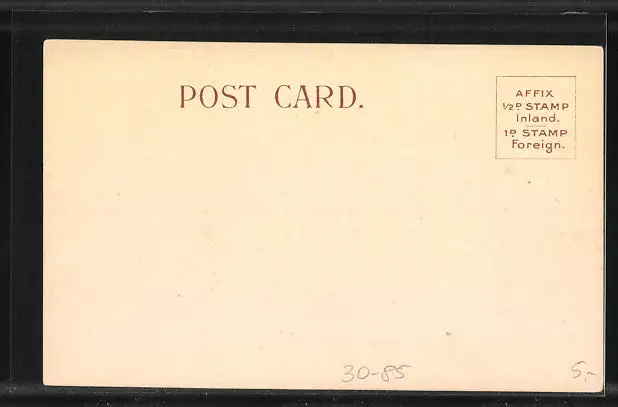 POST CARD.
AFFIX
½D STAMP
Inland.
1D STAMP
Foreign.
30-85
5,-